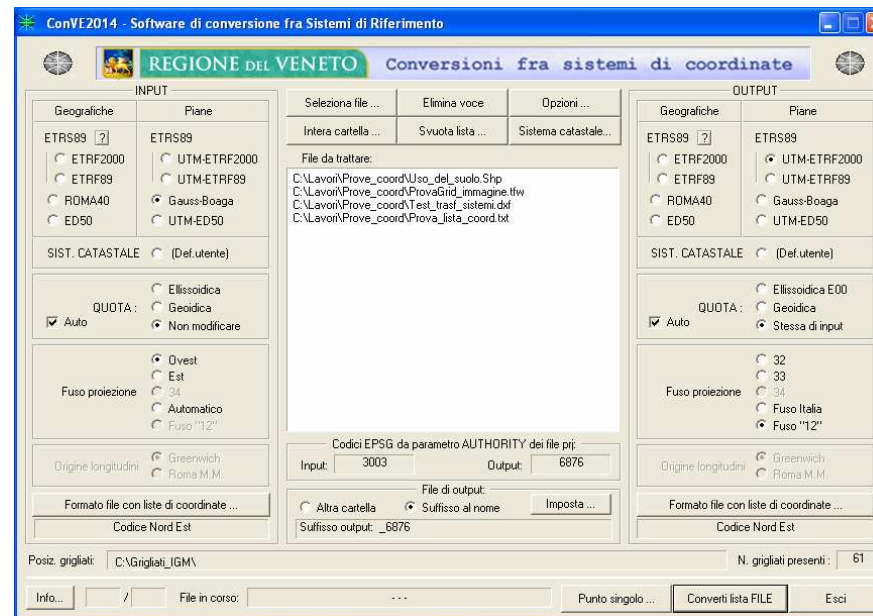 ConVE2014 - Software di conversione fra Sistemi di Riferimento
REGIONE DEL VENETO
Conversioni fra sistemi di coordinate
INPUT
Geografiche
Piane
ETRS89 ?
ETRS89
ETRF2000
UTM-ETRF2000
ETRF89
UTM-ETRF89
ROMA40
Gauss-Boaga
ED50
UTM-ED50
SIST. CATASTALE
(Def.utente)
QUOTA :
Auto
Ellissoidica
Geoidica
Non modificare
Fuso proiezione
Ovest
Est
34
Automatico
Fuso "12"
Origine longitudini
Greenwich
Roma M.M.
Formato file con liste di coordinate ...
Codice Nord Est
Seleziona file ...
Elimina voce
Opzioni ...
Intera cartella ...
Svuota lista ...
Sistema catastale...
File da trattare:
C:\Lavori\Prove_coord\Uso_del_suolo.Shp
C:\Lavori\Prove_coord\ProvaGrid_immagine.tfw
C:\Lavori\Prove_coord\Test_trasf_sistemi.dxf
C:\Lavori\Prove_coord\Prova_lista_coord.txt
Codici EPSG da parametro AUTHORITY dei file prj:
Input: 3003
Output: 6876
File di output:
Altra cartella
Suffisso al nome
Imposta ...
Suffisso output: _6876
OUTPUT
Geografiche
Piane
ETRS89 ?
ETRS89
ETRF2000
UTM-ETRF2000
ETRF89
UTM-ETRF89
ROMA40
Gauss-Boaga
ED50
UTM-ED50
SIST. CATASTALE
(Def.utente)
QUOTA :
Auto
Ellissoidica E00
Geoidica
Stessa di input
Fuso proiezione
32
33
34
Fuso Italia
Fuso "12"
Origine longitudini
Greenwich
Roma M.M.
Formato file con liste di coordinate ...
Codice Nord Est
Posiz. grigliati: C:\Grigliati_IGM\
N. grigliati presenti : 61
Info...
/
File in corso: - - -
Punto singolo ...
Converti lista FILE
Esci